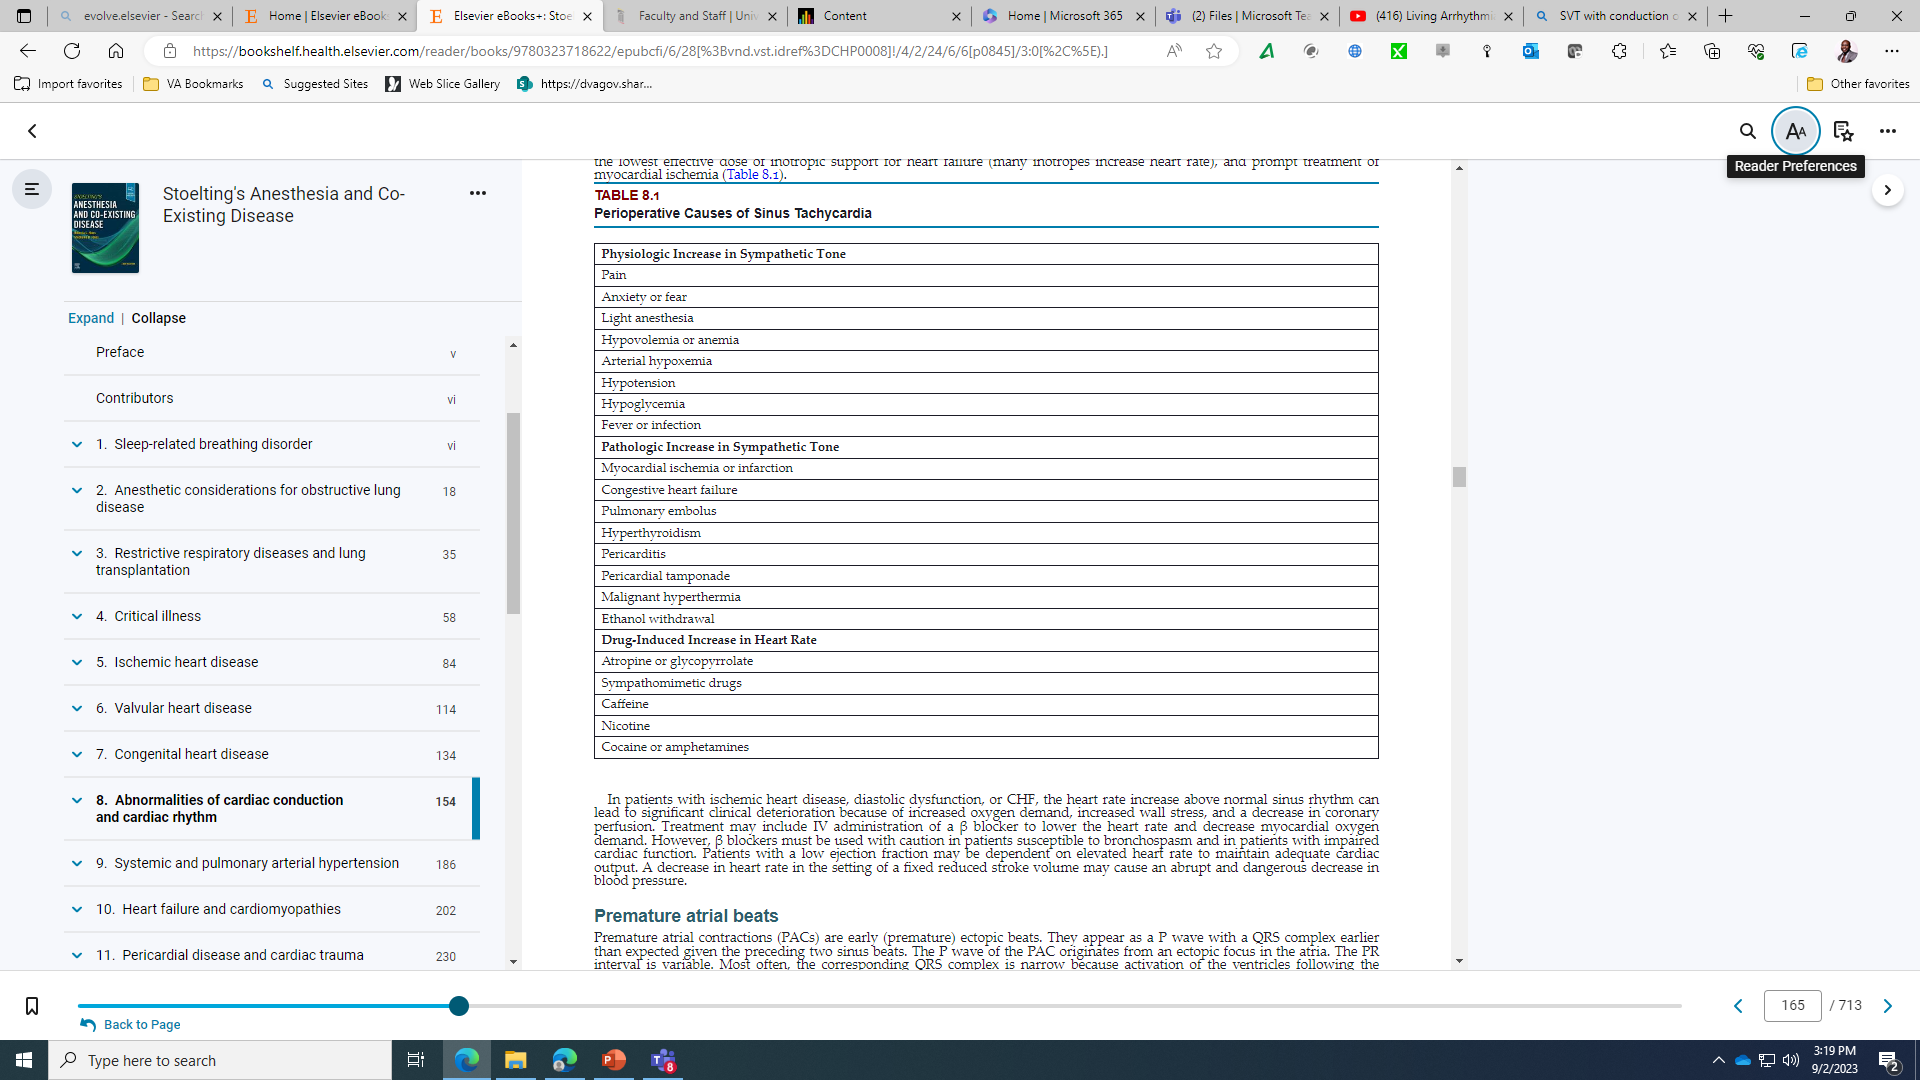 evolve.elsevier - Search
Home | Elsevier eBooks
Elsevier eBooks+: Stoe
Faculty and Staff | Univ
Content
Home | Microsoft 365
(2) Files | Microsoft Tea
(416) Living Arrhythmi
SVT with conduction
https://bookshelf.health.elsevier.com/reader/books/9780323718622/epubcfi/6/28[%3Bvnd.vst.idref%3DCHP0008]!/4/2/24/6/6[p0845]/3:0[%2C%5E).]
Import favorites
VA Bookmarks
Suggested Sites
Web Slice Gallery
https://dvagov.shar...
Other favorites
Reader Preferences
Stoelting's Anesthesia and Co-
Existing Disease
Expand | Collapse
Preface v
Contributors vi
1. Sleep-related breathing disorder vi
2. Anesthetic considerations for obstructive lung 18
disease
3. Restrictive respiratory diseases and lung 35
transplantation
4. Critical illness 58
5. Ischemic heart disease 84
6. Valvular heart disease 114
7. Congenital heart disease 134
8. Abnormalities of cardiac conduction 154
and cardiac rhythm
9. Systemic and pulmonary arterial hypertension 186
10. Heart failure and cardiomyopathies 202
11. Pericardial disease and cardiac trauma 230
the lowest effective dose of inotropic support for heart failure (many inotropes increase heart rate), and prompt treatment of
myocardial ischemia (Table 8.1).
TABLE 8.1
Perioperative Causes of Sinus Tachycardia
Physiologic Increase in Sympathetic Tone
Pain
Anxiety or fear
Light anesthesia
Hypovolemia or anemia
Arterial hypoxemia
Hypotension
Hypoglycemia
Fever or infection
Pathologic Increase in Sympathetic Tone
Myocardial ischemia or infarction
Congestive heart failure
Pulmonary embolus
Hyperthyroidism
Pericarditis
Pericardial tamponade
Malignant hyperthermia
Ethanol withdrawal
Drug-Induced Increase in Heart Rate
Atropine or glycopyrrolate
Sympathomimetic drugs
Caffeine
Nicotine
Cocaine or amphetamines
In patients with ischemic heart disease, diastolic dysfunction, or CHF, the heart rate increase above normal sinus rhythm can
lead to significant clinical deterioration because of increased oxygen demand, increased wall stress, and a decrease in coronary
perfusion. Treatment may include IV administration of a β blocker to lower the heart rate and decrease myocardial oxygen
demand. However, β blockers must be used with caution in patients susceptible to bronchospasm and in patients with impaired
cardiac function. Patients with a low ejection fraction may be dependent on elevated heart rate to maintain adequate cardiac
output. A decrease in heart rate in the setting of a fixed reduced stroke volume may cause an abrupt and dangerous decrease in
blood pressure.
Premature atrial beats
Premature atrial contractions (PACs) are early (premature) ectopic beats. They appear as a P wave with a QRS complex earlier
than expected given the preceding two sinus beats. The P wave of the PAC originates from an ectopic focus in the atria. The PR
interval is variable. Most often, the corresponding QRS complex is narrow because activation of the ventricles following the
Back to Page
165 / 713
Type here to search
8
3:19 PM
9/2/2023
2